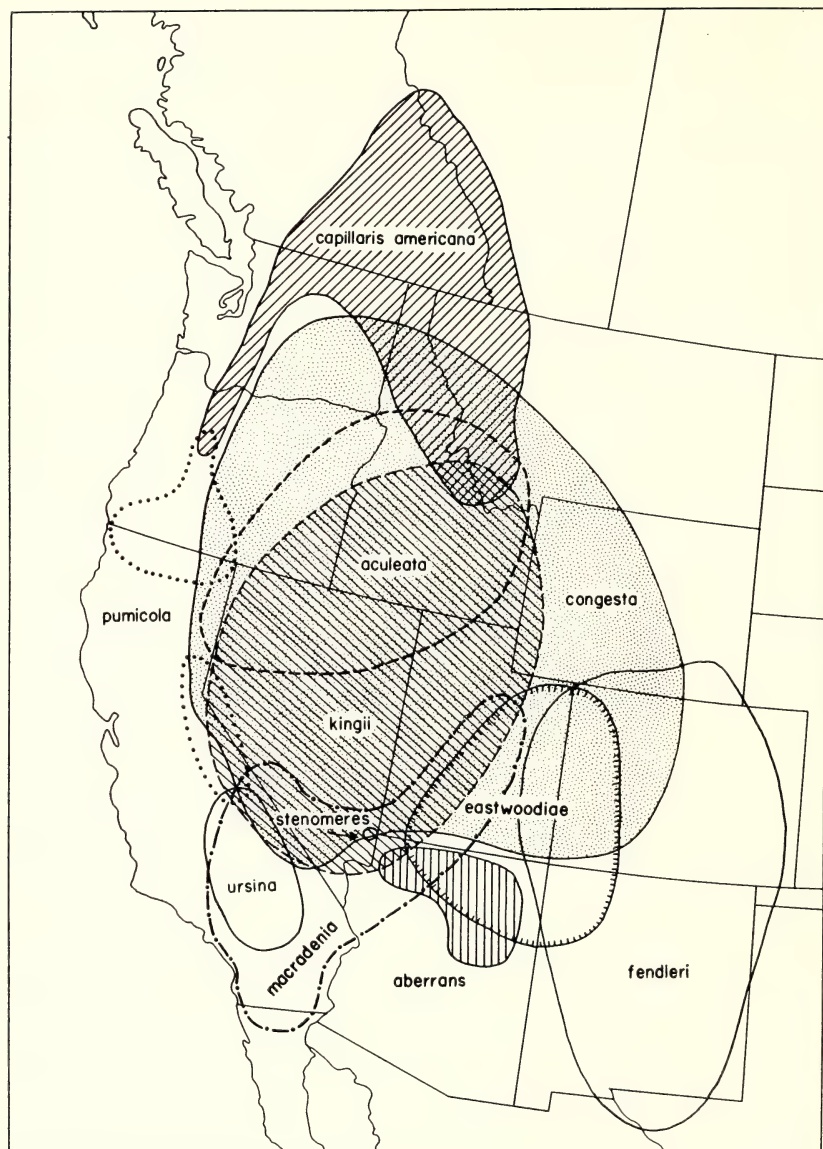 capillaris americana
aculeata
congesta
pumicola
kingii
eastwoodiae
stenomeres
ursina
macradenia
aberrans
fendleri